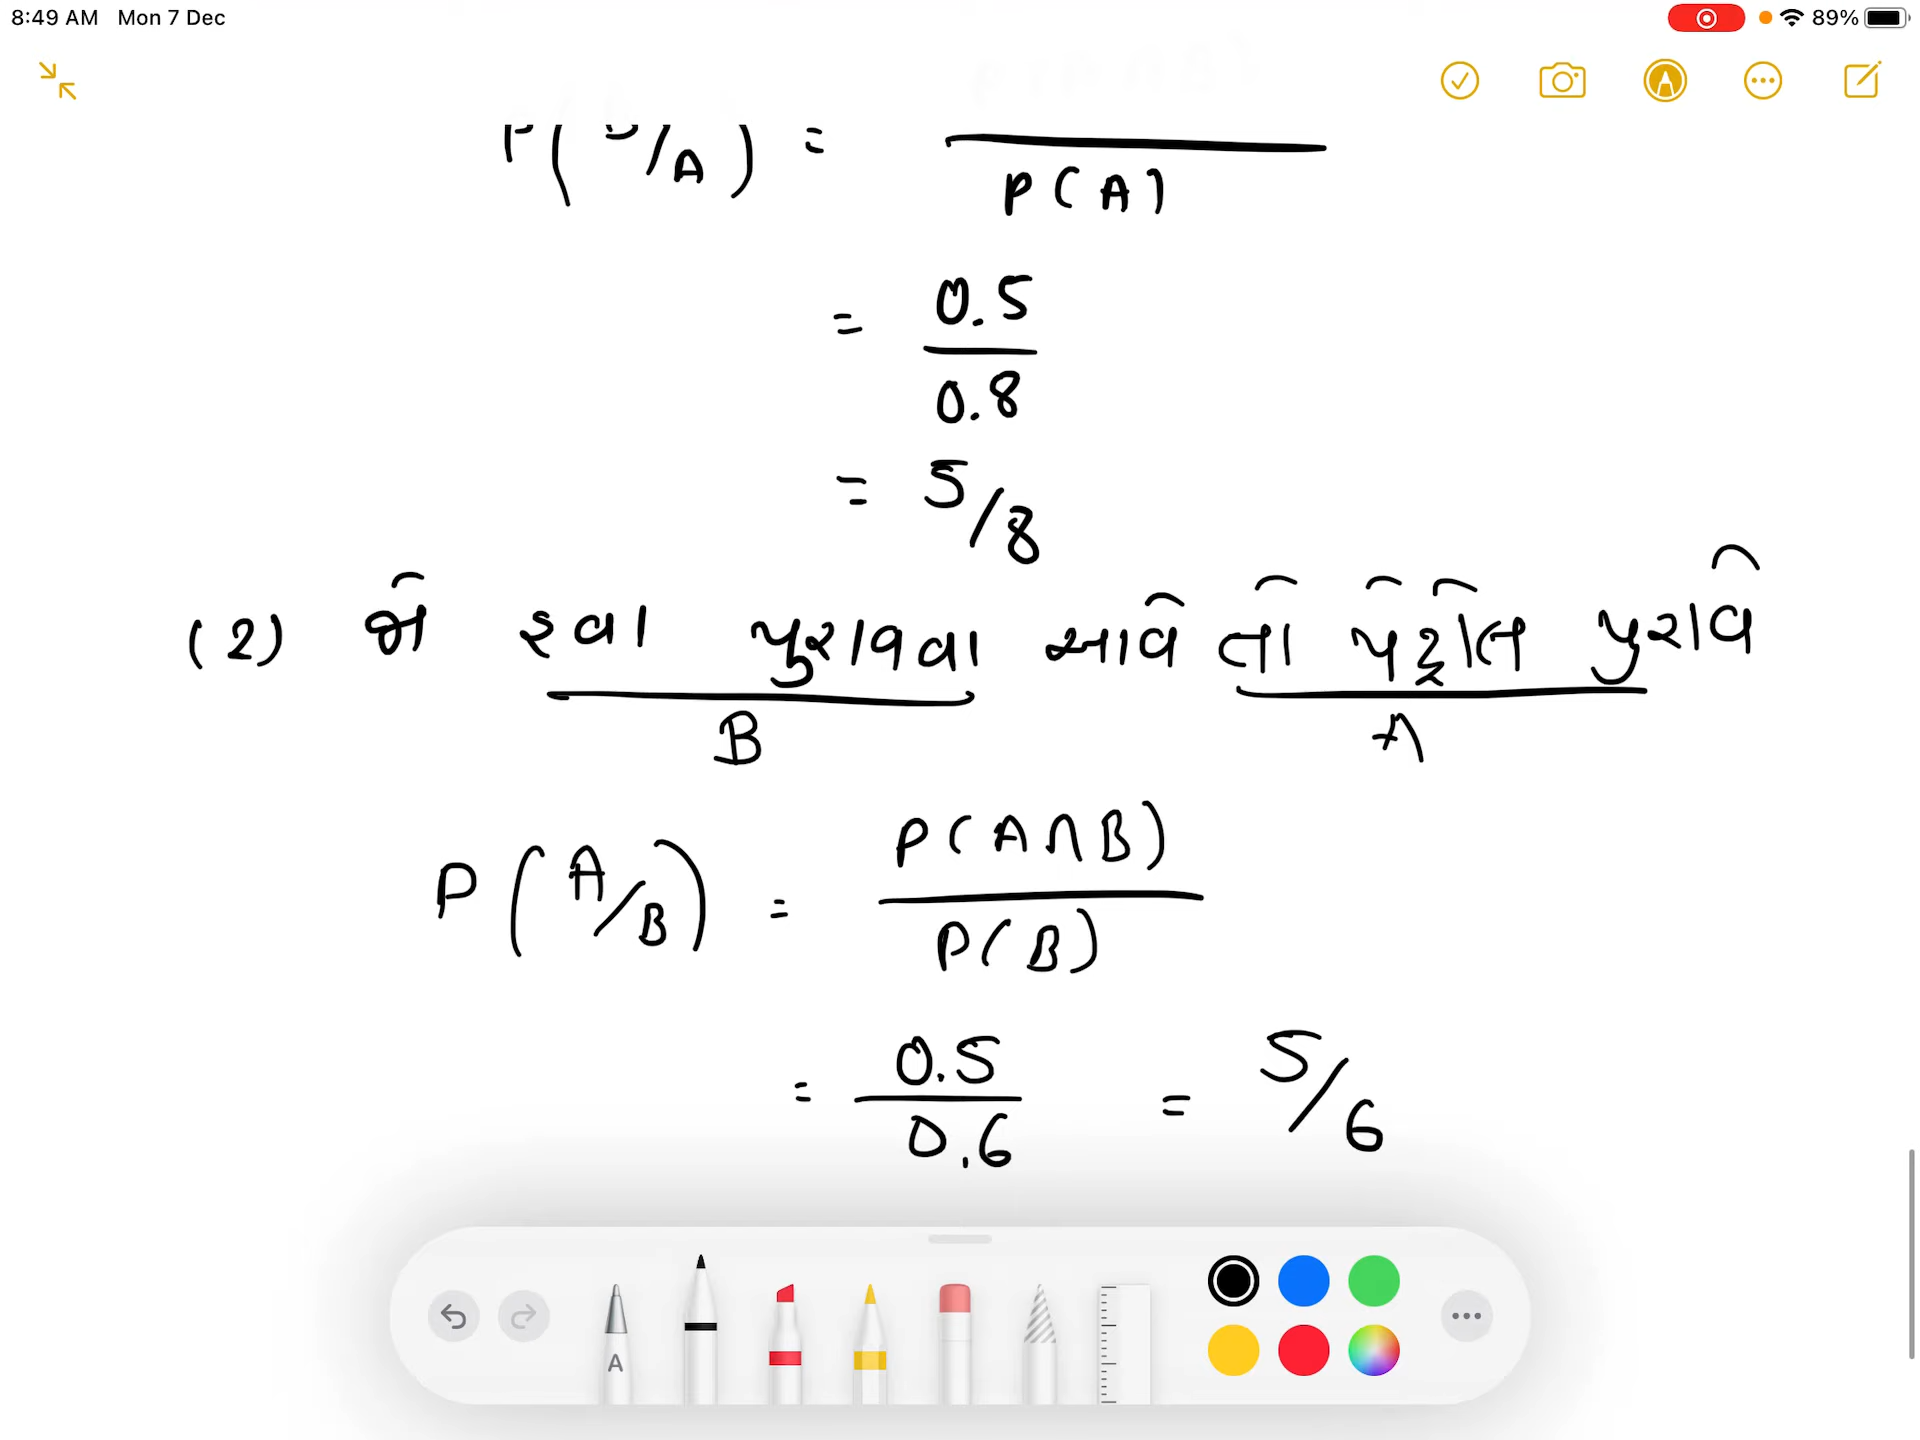 8:49 AM Mon 7 Dec 89%
P(B/A) = ―
P(A)
= 0.5/0.8
= 5/8
(2) જો હવા પુરાવવા આવે તો પેટ્રોલ પુરાવે
B A
P(A/B) = P(A∩B)/P(B)
= 0.5/0.6 = 5/6
A